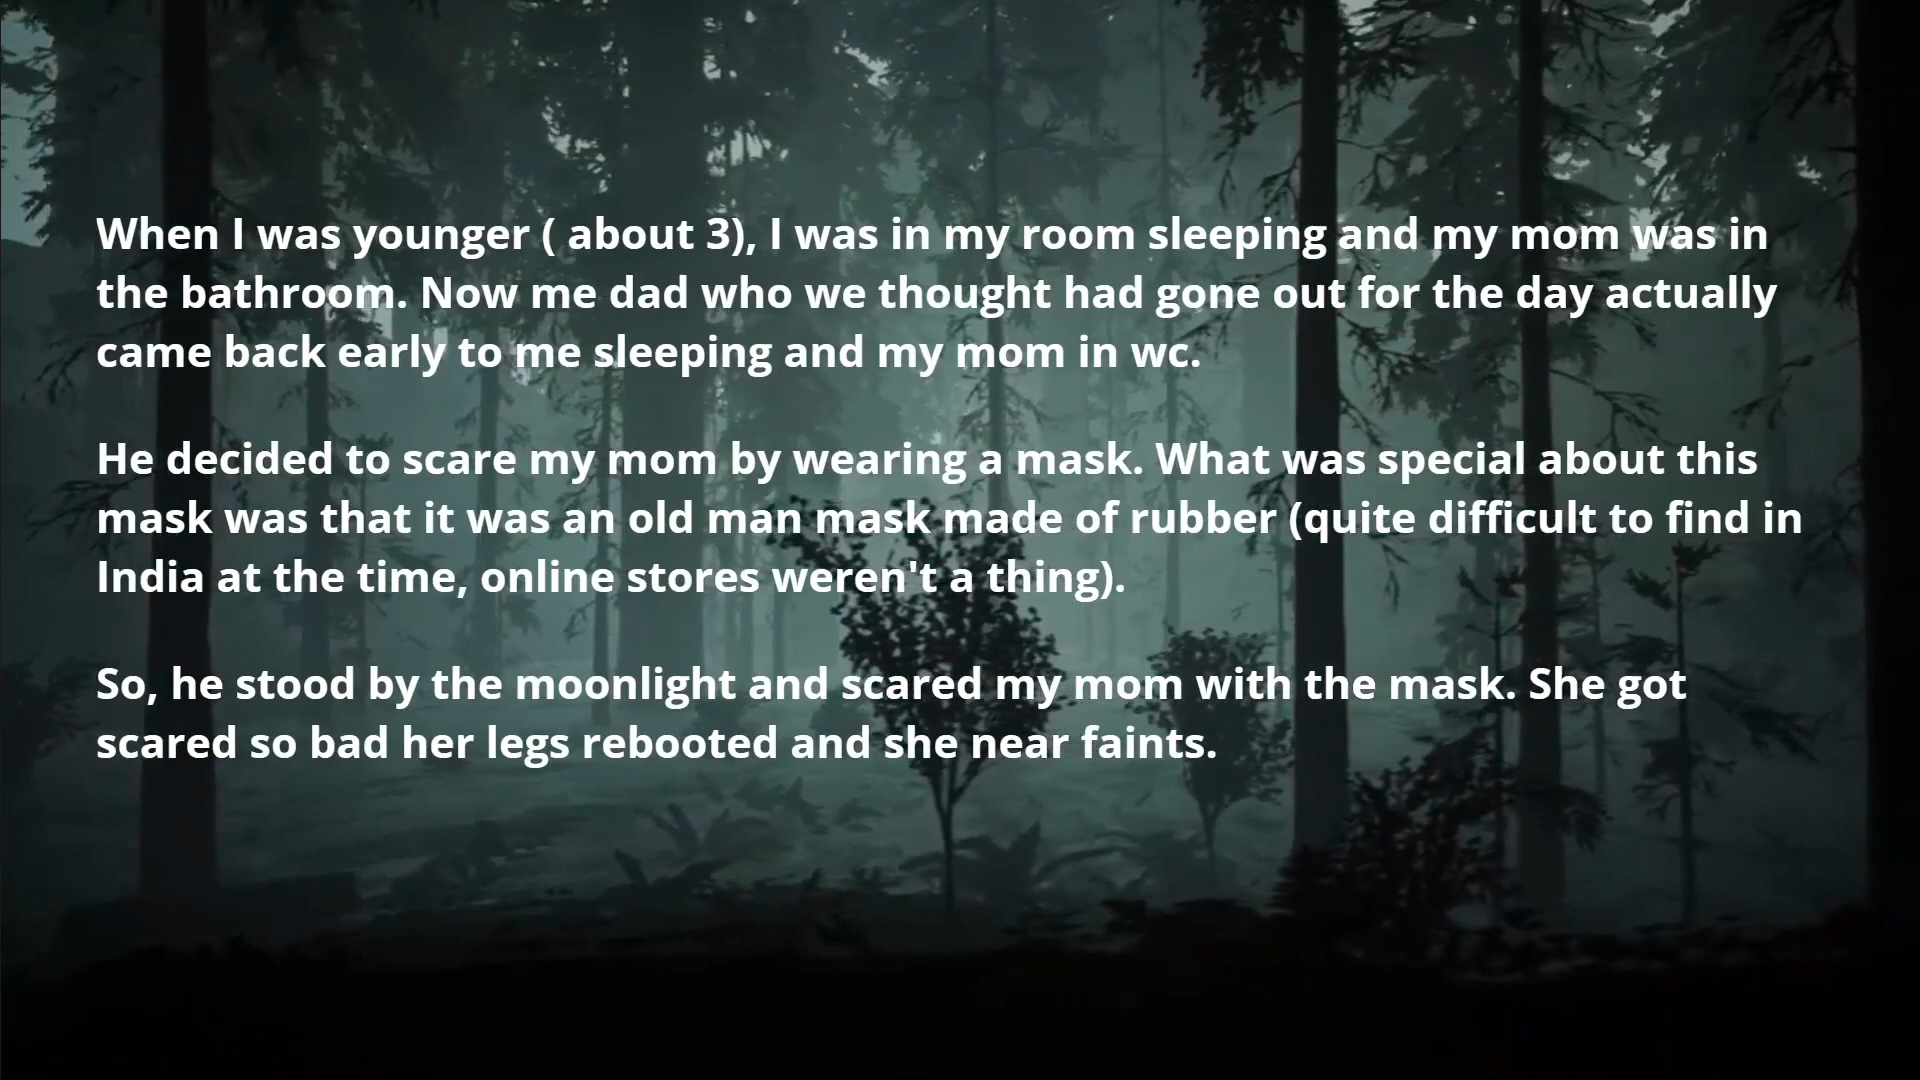 When I was younger ( about 3), I was in my room sleeping and my mom was in
the bathroom. Now me dad who we thought had gone out for the day actually
came back early to me sleeping and my mom in wc.
He decided to scare my mom by wearing a mask. What was special about this
mask was that it was an old man mask made of rubber (quite difficult to find in
India at the time, online stores weren't a thing).
So, he stood by the moonlight and scared my mom with the mask. She got
scared so bad her legs rebooted and she near faints.